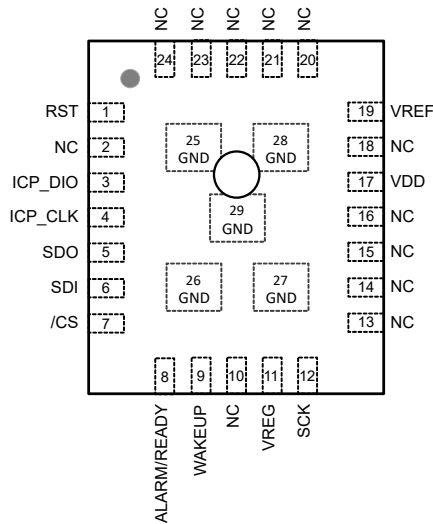 NC NC NC NC NC
24 23 22 21 20
RST 1
NC 2
ICP_DIO 3
ICP_CLK 4
SDO 5
SDI 6
/CS 7
25
GND
28
GND
29
GND
26
GND
27
GND
19 VREF
18 NC
17 VDD
16 NC
15 NC
14 NC
13 NC
8 9 10 11 12
ALARM/READY
WAKEUP
NC
VREG
SCK